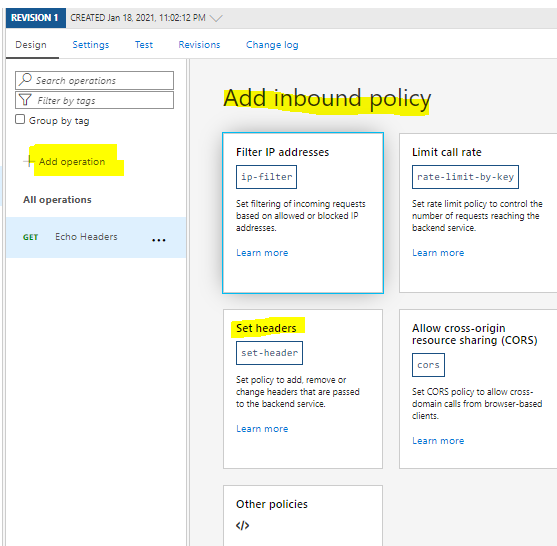 REVISION 1 CREATED Jan 18, 2021, 11:02:12 PM
Design Settings Test Revisions Change log
Search operations
Filter by tags
Group by tag
+ Add operation
All operations
GET Echo Headers ...
Add inbound policy
Filter IP addresses
ip-filter
Set filtering of incoming requests
based on allowed or blocked IP
addresses.
Learn more
Limit call rate
rate-limit-by-key
Set rate limit policy to control the
number of requests reaching the
backend service.
Learn more
Set headers
set-header
Set policy to add, remove or
change headers that are passed
to the backend service.
Learn more
Allow cross-origin
resource sharing (CORS)
cors
Set CORS policy to allow cross-
domain calls from browser-based
clients.
Learn more
Other policies
</>